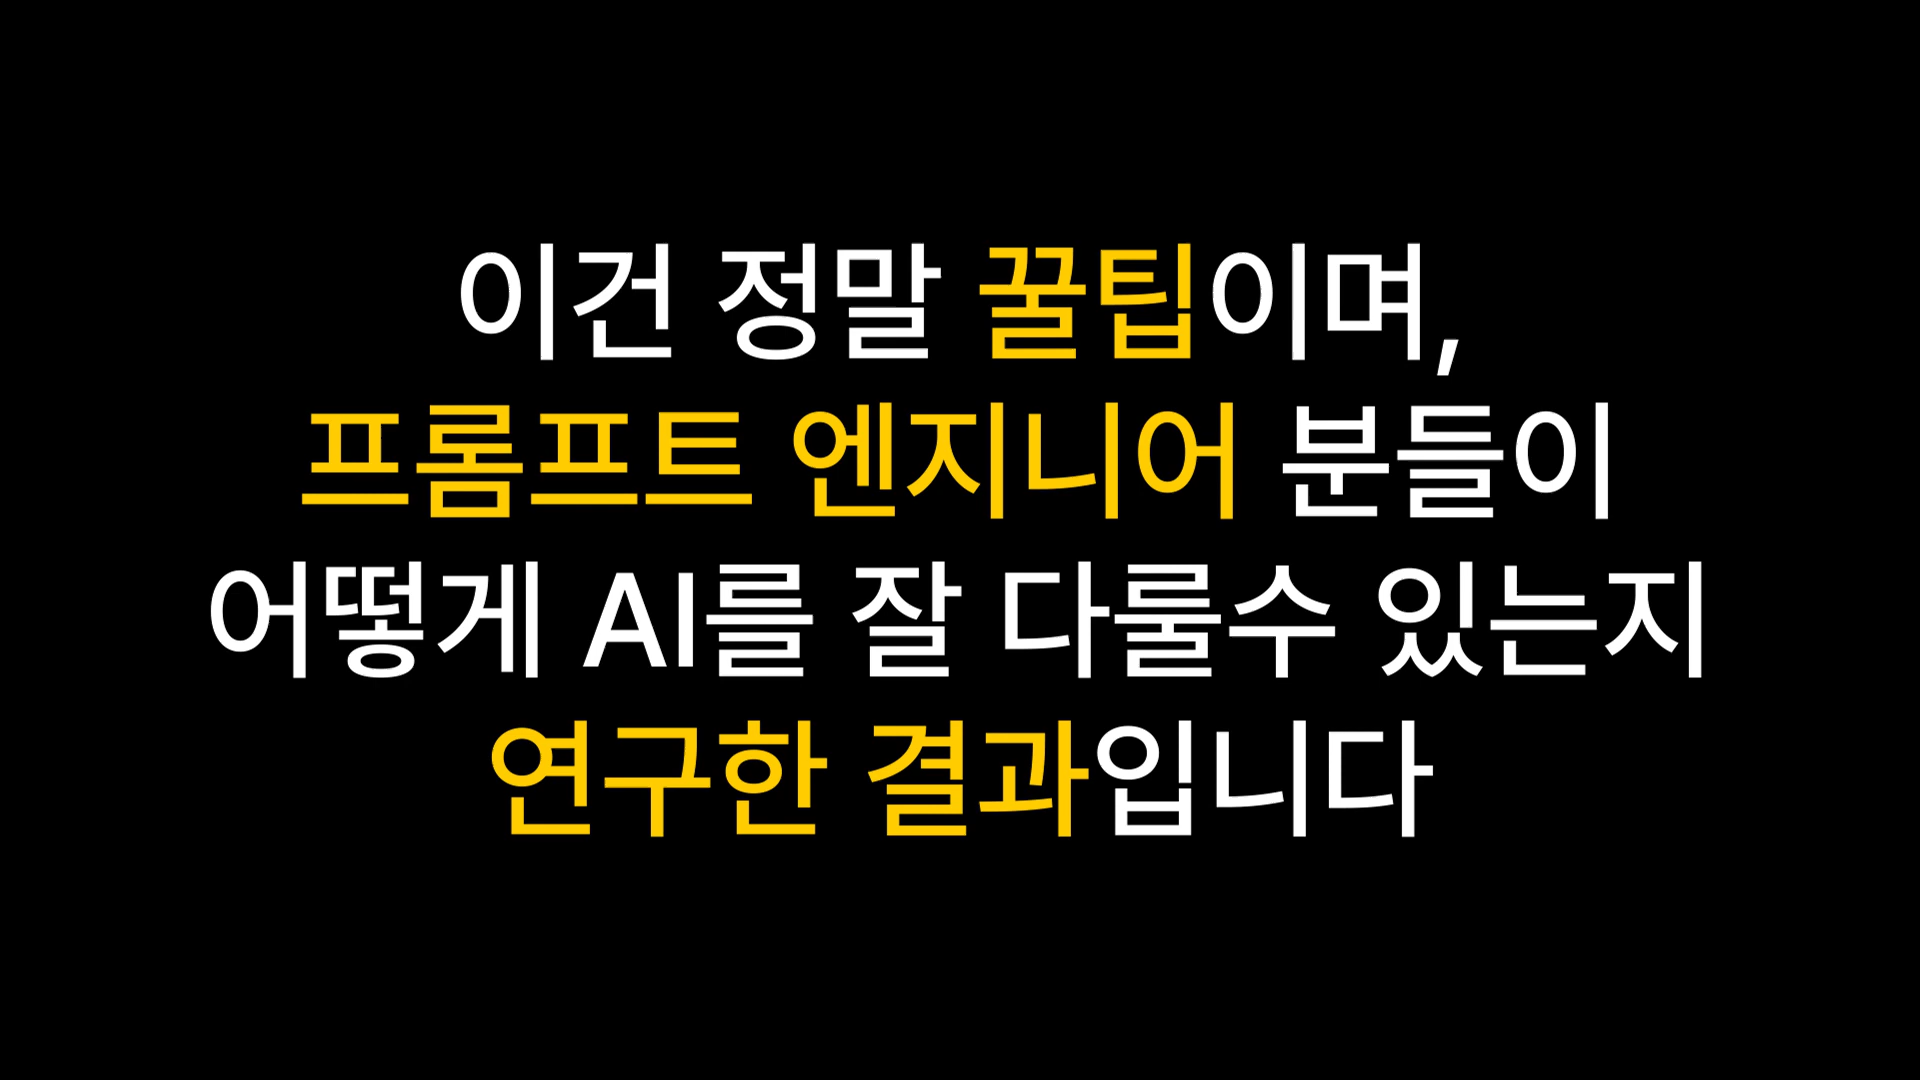 이건 정말 꿀팁이며,
프롬프트 엔지니어 분들이
어떻게 AI를 잘 다룰수 있는지
연구한 결과입니다